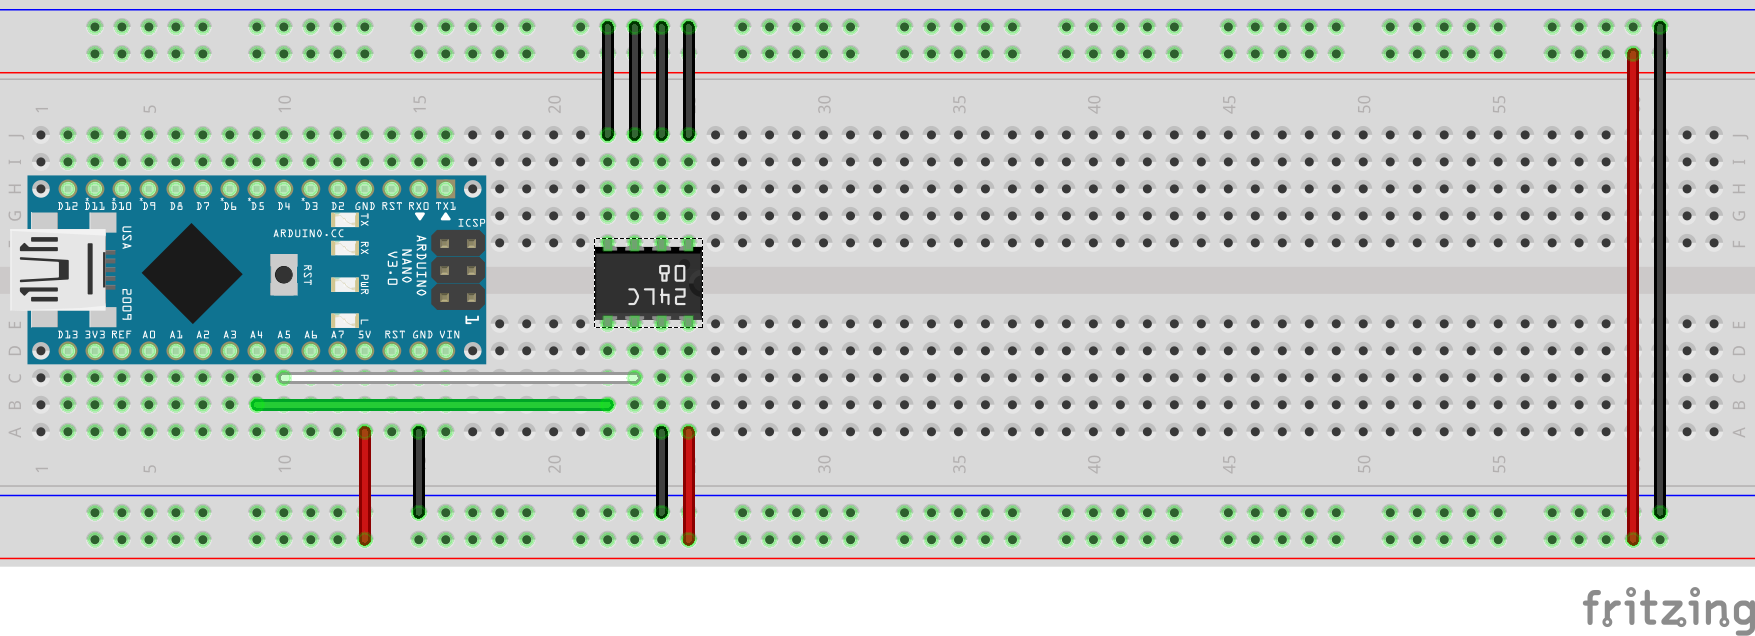 1 5 10 15 20 30 35 40 45 50 55
J J
I I
H H
G G
F
D12 D11 D10 D9 D8 D7 D6 D5 D4 D3 D2 GND RST RX0 TX1
ICSP
TX
USA
ARDUINO.CC
RX
ARDUINO
NANO
V3.0
RST
PWR
08
24LC
2009
L
1
D13 3V3 REF A0 A1 A2 A3 A4 A5 A6 A7 5V RST GND VIN
E
D D
C C
B B
A A
1 5 10 15 20 30 35 40 45 50 55
fritzing